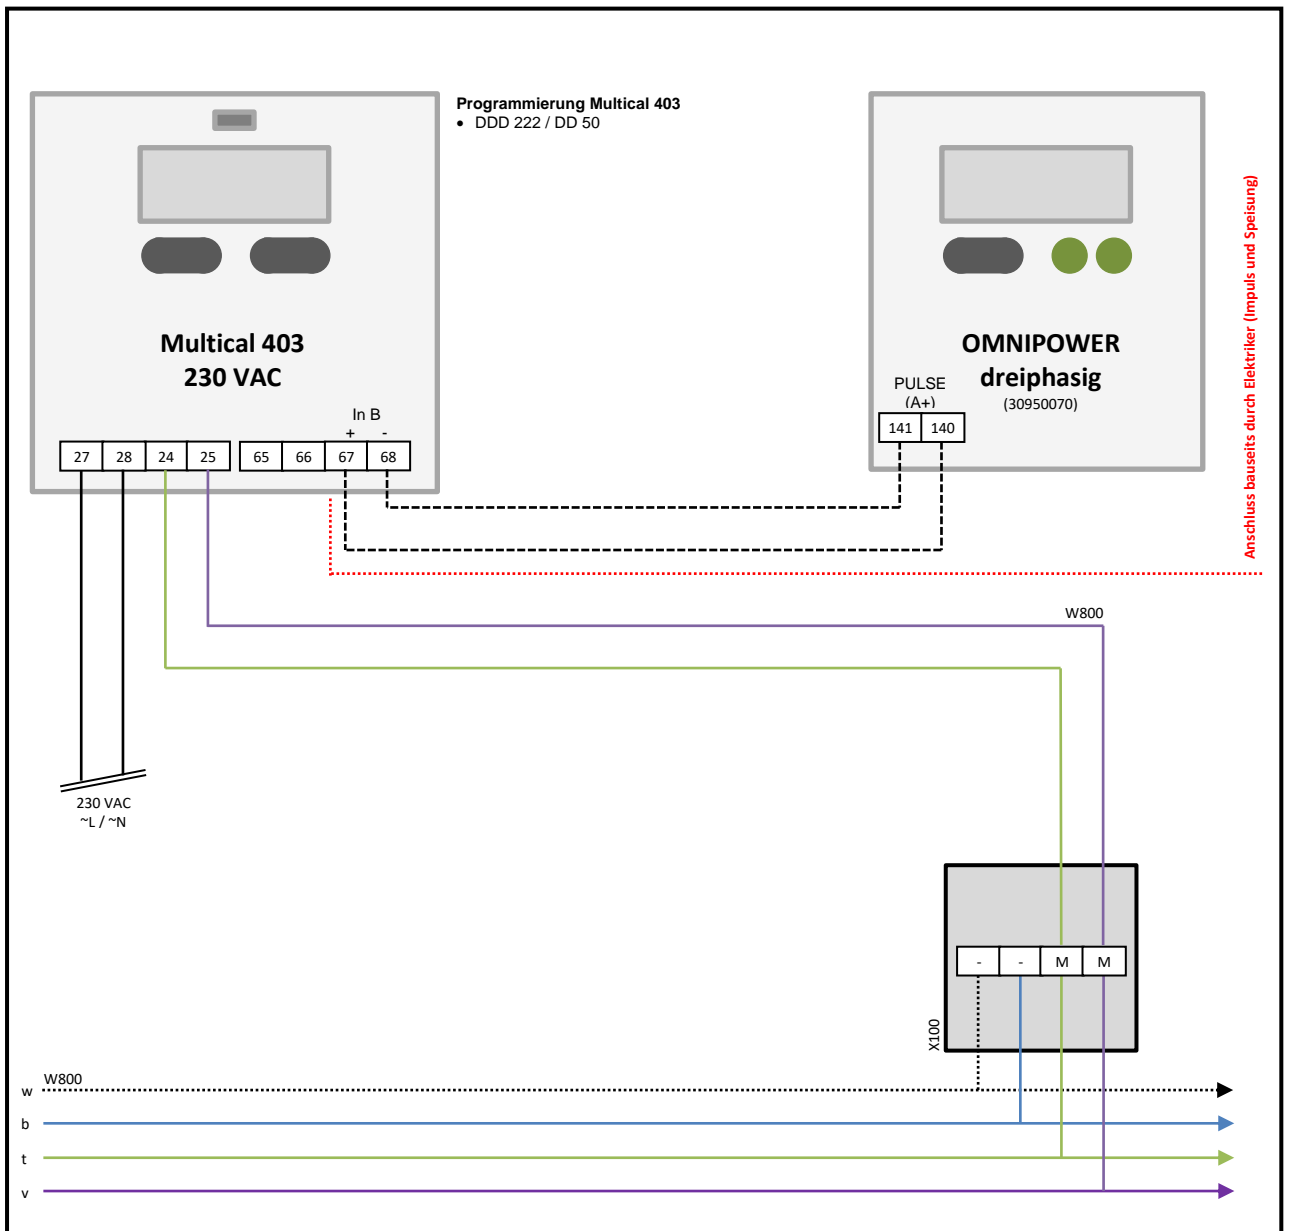 Programmierung Multical 403
• DDD 222 / DD 50
Multical 403
230 VAC
In B
+ -
27 28 24 25 65 66 67 68
OMNIPOWER
dreiphasig
(30950070)
PULSE
(A+)
141 140
Anschluss bauseits durch Elektriker (Impuls und Speisung)
W800
230 VAC
~L / ~N
- - M M
X100
W800
w
b
t
v